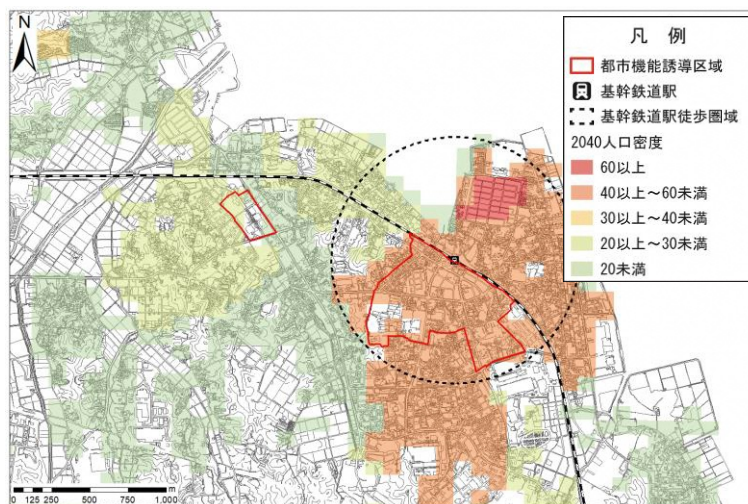 N
凡 例
都市機能誘導区域
基幹鉄道駅
基幹鉄道駅徒歩圏域
2040人口密度
60以上
40以上～60未満
30以上～40未満
20以上～30未満
20未満
m
0 125 250 500 750 1,000